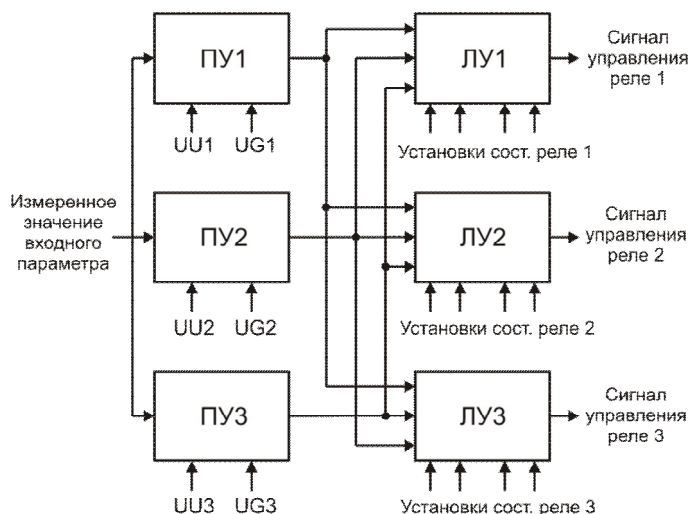 ПУ1
ЛУ1
Сигнал
управления
реле 1
UU1 UG1
Установки сост. реле 1
Измеренное
значение
входного
параметра
ПУ2
ЛУ2
Сигнал
управления
реле 2
UU2 UG2
Установки сост. реле 2
ПУ3
ЛУ3
Сигнал
управления
реле 3
UU3 UG3
Установки сост. реле 3